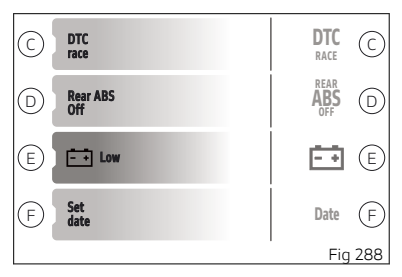 C DTC race DTC RACE C
D Rear ABS Off REAR ABS OFF D
E - + Low - + E
F Set date Date F
Fig 288